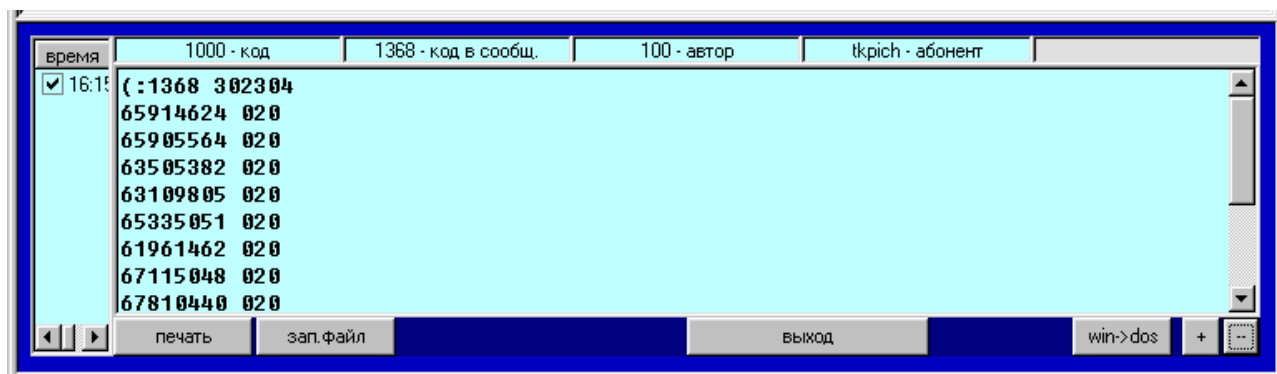 время 1000 - код 1368 - код в сообщ. 100 - автор tkpich - абонент
16:15 (:1368 302304
65914624 020
65905564 020
63505382 020
63109805 020
65335051 020
61961462 020
67115048 020
67810440 020
печать зап.файл выход win->dos + --